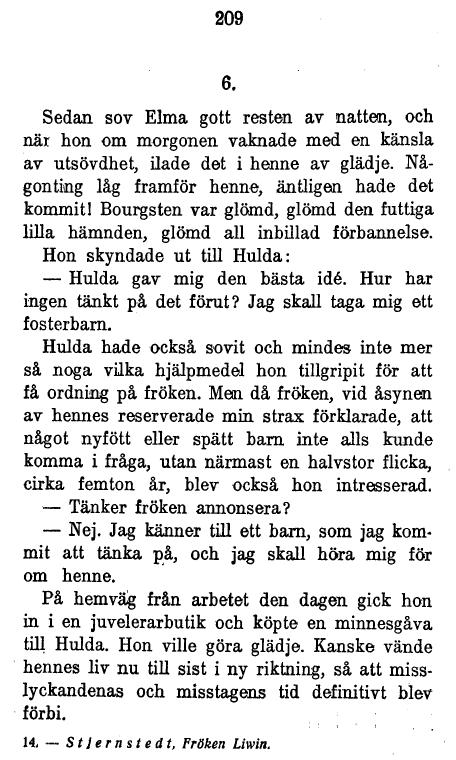 209
6.
Sedan sov Elma gott resten av natten, och
när hon om morgonen vaknade med en känsla
av utsövdhet, ilade det i henne av glädje. Nå-
gonting låg framför henne, äntligen hade det
kommit! Bourgsten var glömd, glömd den futtiga
lilla hämnden, glömd all inbillad förbannelse.
Hon skyndade ut till Hulda:
— Hulda gav mig den bästa idé. Hur har
ingen tänkt på det förut? Jag skall taga mig ett
fosterbarn.
Hulda hade också sovit och mindes inte mer
så noga vilka hjälpmedel hon tillgripit för att
få ordning på fröken. Men då fröken, vid åsynen
av hennes reserverade min strax förklarade, att
något nyfött eller spätt barn inte alls kunde
komma i fråga, utan närmast en halvstor flicka,
cirka femton år, blev också hon intresserad.
— Tänker fröken annonsera?
— Nej. Jag känner till ett barn, som jag kom-
mit att tänka på, och jag skall höra mig för
om henne.
På hemväg från arbetet den dagen gick hon
in i en juvelerarbutik och köpte en minnesgåva
till Hulda. Hon ville göra glädje. Kanske vände
hennes liv nu till sist i ny riktning, så att miss-
lyckandenas och misstagens tid definitivt blev
förbi.
14. — Stjernstedt, Fröken Liwin.